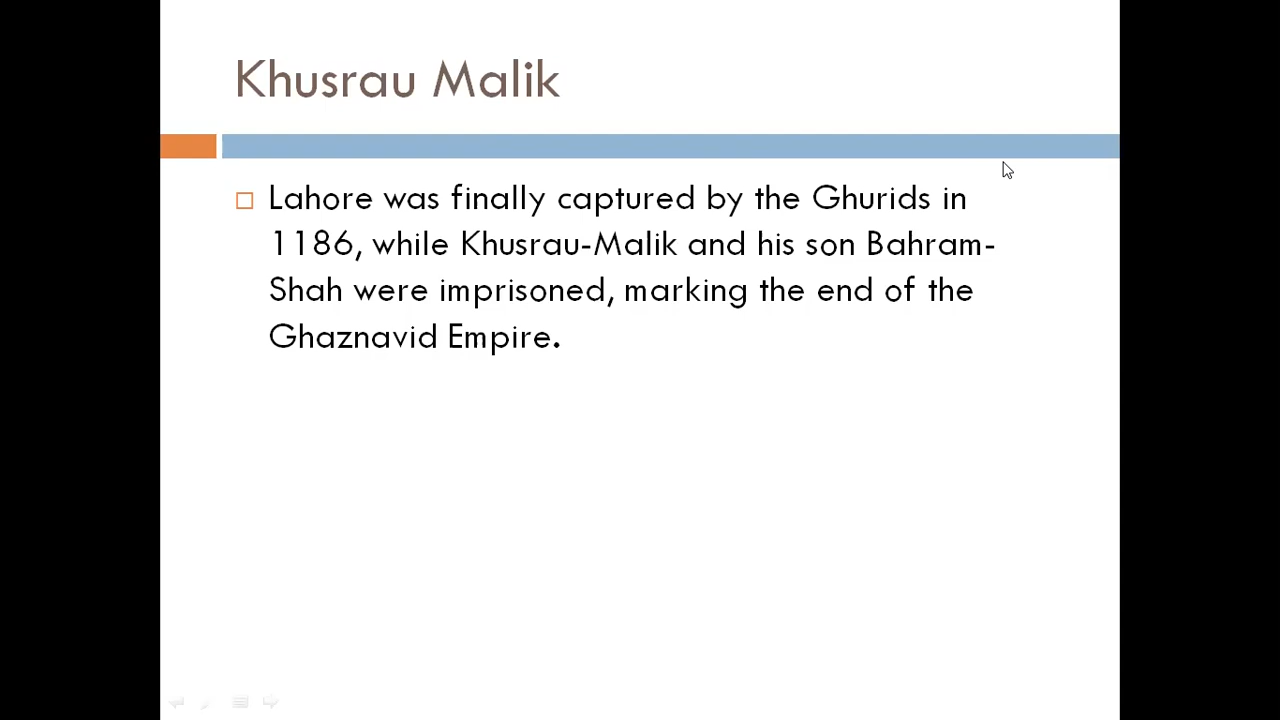 Khusrau Malik
Lahore was finally captured by the Ghurids in
1186, while Khusrau-Malik and his son Bahram-
Shah were imprisoned, marking the end of the
Ghaznavid Empire.